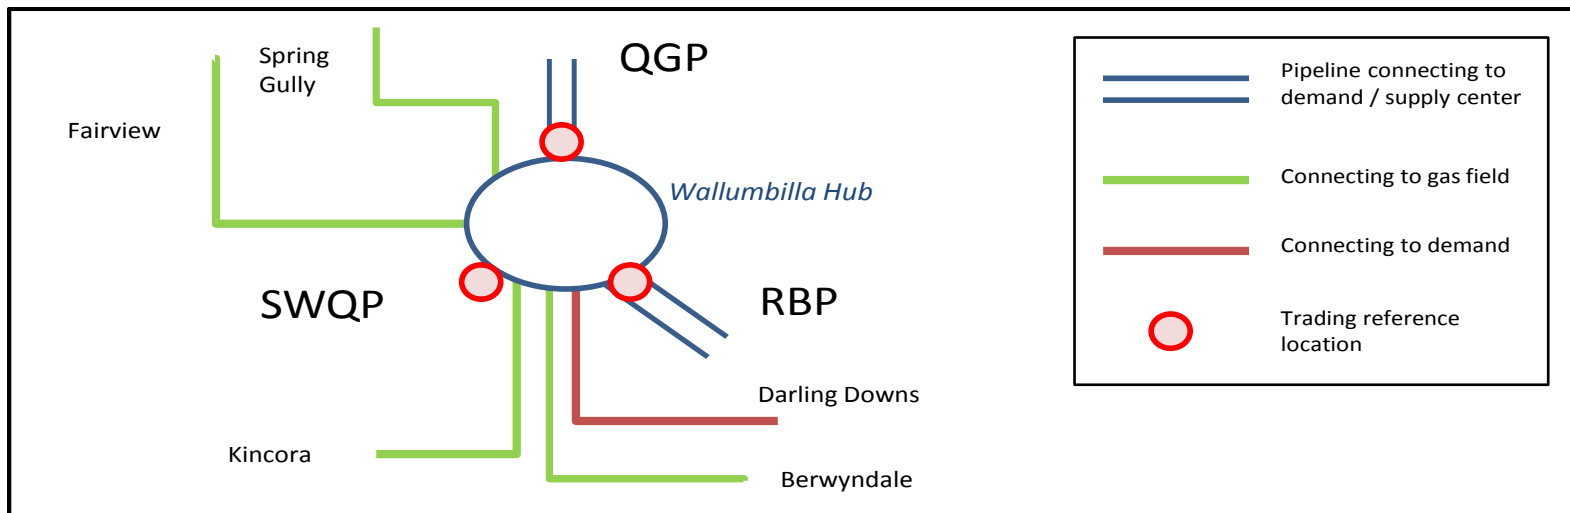 Spring
Gully
QGP
Fairview
Wallumbilla Hub
SWQP
RBP
Darling Downs
Kincora
Berwyndale
Pipeline connecting to
demand / supply center
Connecting to gas field
Connecting to demand
Trading reference
location